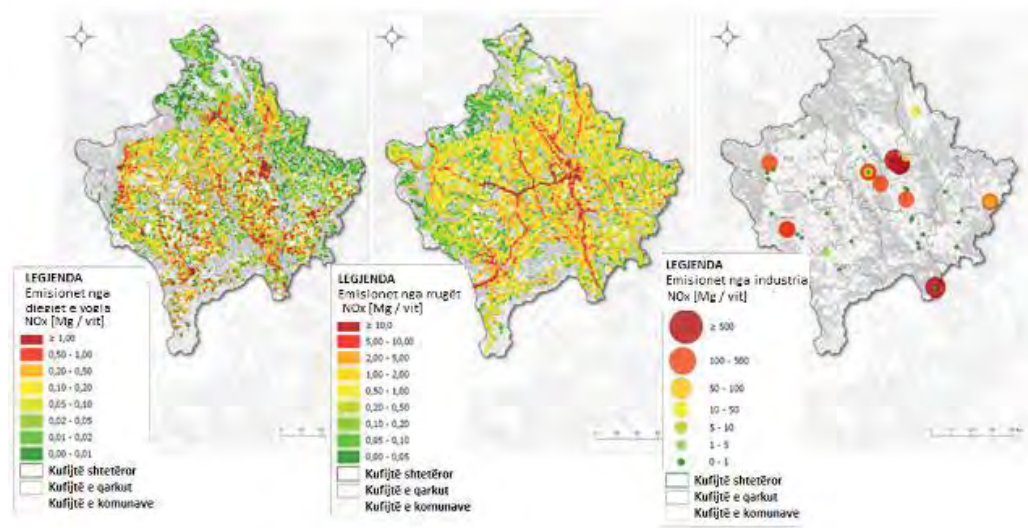 LEGJENDA
Emisionet nga
djegiet e vogla
NOx [Mg / vit]
≥ 1,00
0,50 - 1,00
0,20 - 0,50
0,10 - 0,20
0,05 - 0,10
0,02 - 0,05
0,01 - 0,02
0,00 - 0,01
Kufijtë shtetëror
Kufijtë e qarkut
Kufijtë e komunave
LEGJENDA
Emisionet nga rrugët
NOx [Mg / vit]
≥ 10,0
5,00 - 10,00
2,00 - 5,00
1,00 - 2,00
0,50 - 1,00
0,20 - 0,50
0,10 - 0,20
0,05 - 0,10
0,00 - 0,05
Kufijtë shtetëror
Kufijtë e qarkut
Kufijtë e komunave
LEGJENDA
Emisionet nga industria
NOx [Mg / vit]
≥ 500
100 - 500
50 - 100
10 - 50
5 - 10
1 - 5
0 - 1
Kufijtë shtetëror
Kufijtë e qarkut
Kufijtë e komunave